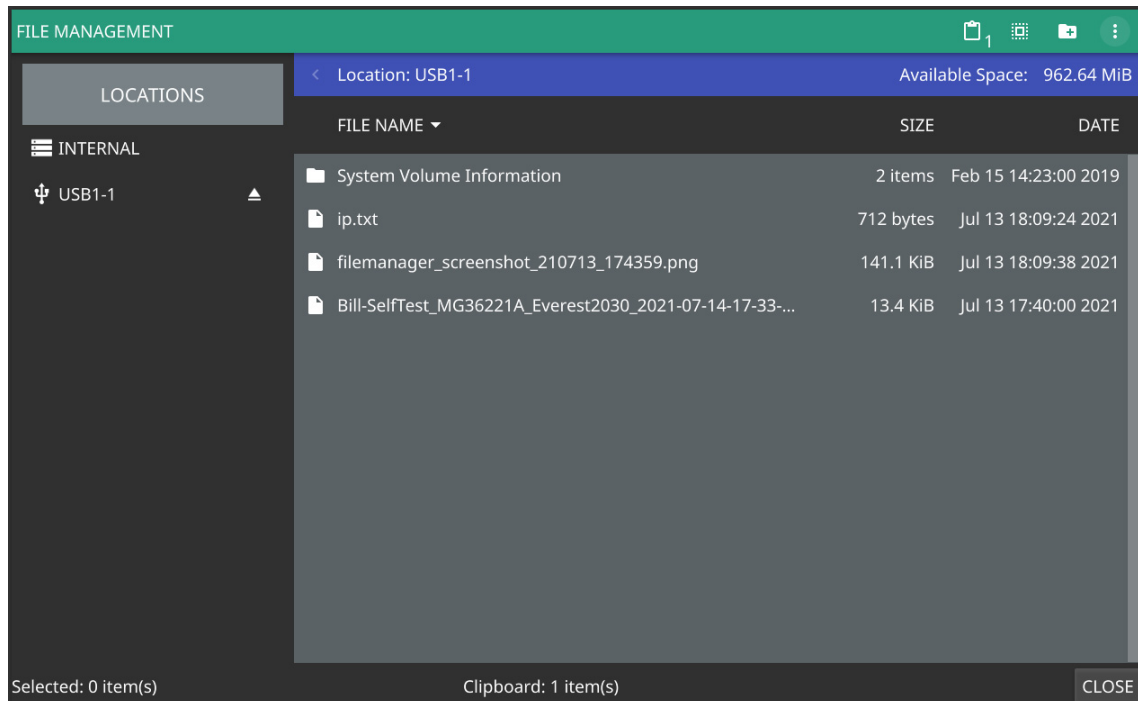 FILE MANAGEMENT 1
LOCATIONS
INTERNAL
USB1-1
Location: USB1-1 Available Space: 962.64 MiB
FILE NAME SIZE DATE
System Volume Information 2 items Feb 15 14:23:00 2019
ip.txt 712 bytes Jul 13 18:09:24 2021
filemanager_screenshot_210713_174359.png 141.1 KiB Jul 13 18:09:38 2021
Bill-SelfTest_MG36221A_Everest2030_2021-07-14-17-33-... 13.4 KiB Jul 13 17:40:00 2021
Selected: 0 item(s) Clipboard: 1 item(s) CLOSE